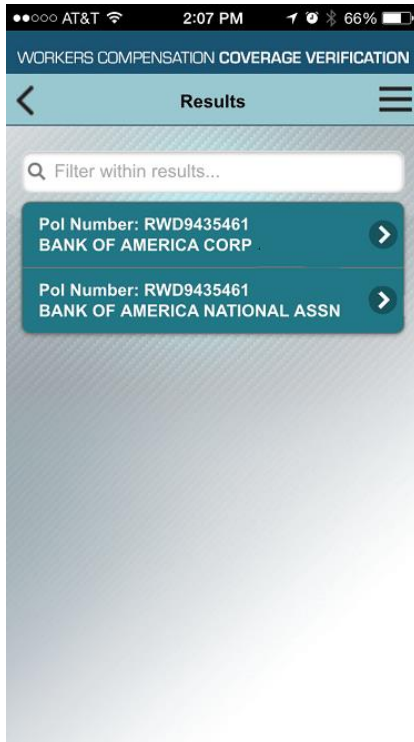 AT&T 2:07 PM 66%
WORKERS COMPENSATION COVERAGE VERIFICATION
Results
Filter within results...
Pol Number: RWD9435461
BANK OF AMERICA CORP
Pol Number: RWD9435461
BANK OF AMERICA NATIONAL ASSN